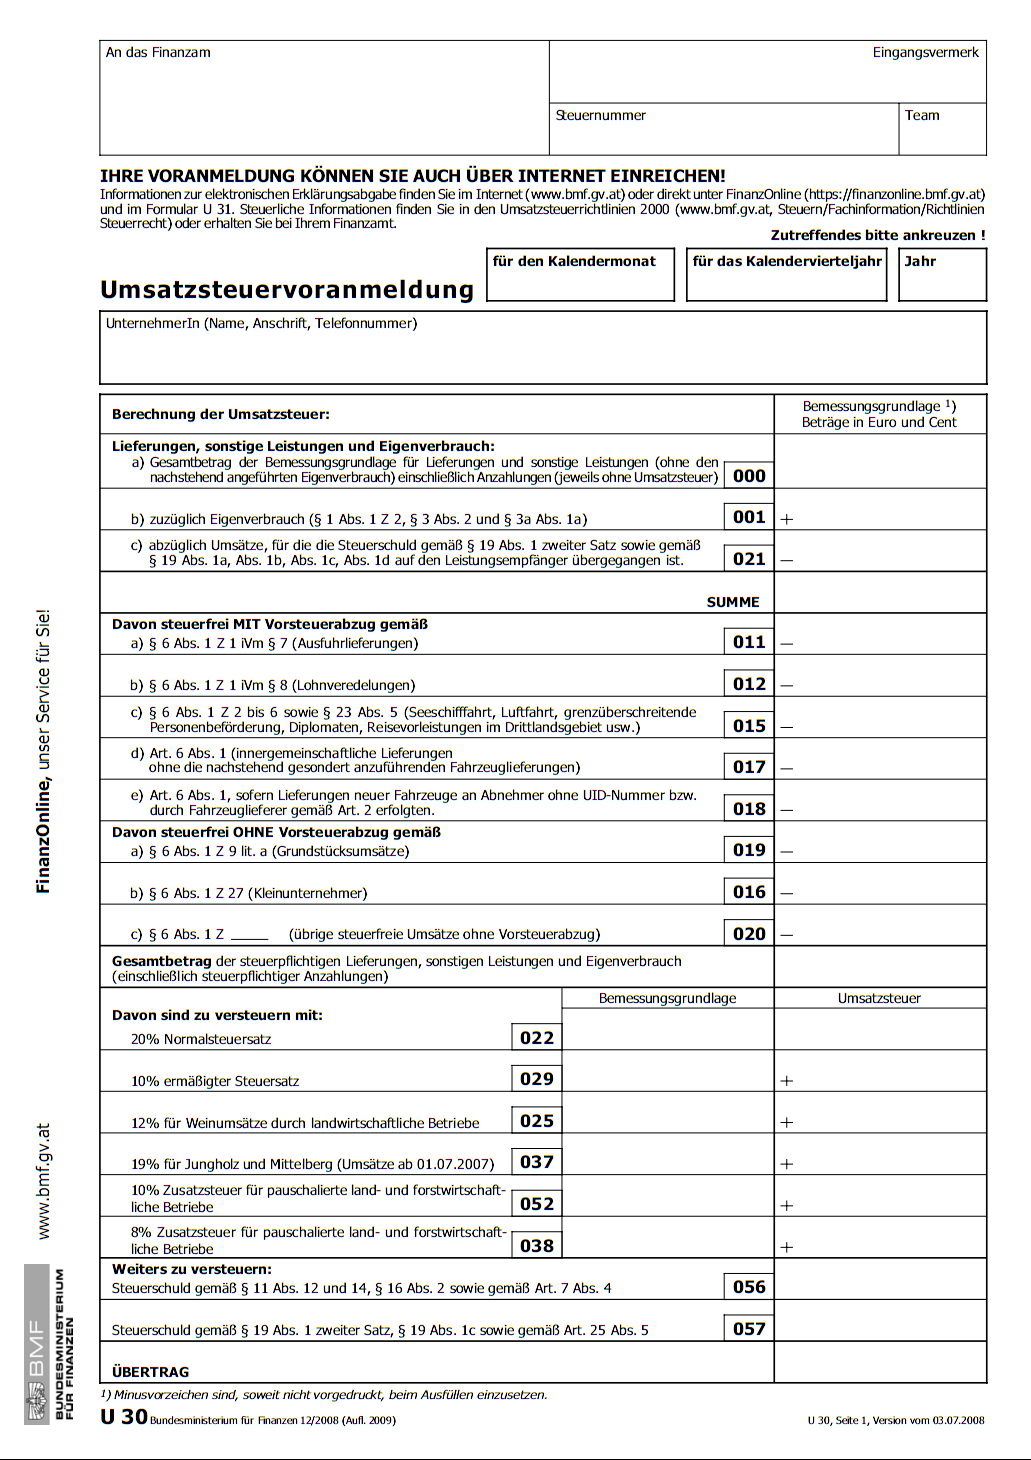 An das Finanzam
Eingangsvermerk
Steuernummer
Team
IHRE VORANMELDUNG KÖNNEN SIE AUCH ÜBER INTERNET EINREICHEN!
Informationen zur elektronischen Erklärungsabgabe finden Sie im Internet (www.bmf.gv.at) oder direkt unter FinanzOnline (https://finanzonline.bmf.gv.at)
und im Formular U 31. Steuerliche Informationen finden Sie in den Umsatzsteuerrichtlinien 2000 (www.bmf.gv.at, Steuern/Fachinformation/Richtlinien
Steuerrecht) oder erhalten Sie bei Ihrem Finanzamt.
Zutreffendes bitte ankreuzen !
Umsatzsteuervoranmeldung
für den Kalendermonat
für das Kalendervierteljahr
Jahr
UnternehmerIn (Name, Anschrift, Telefonnummer)
Berechnung der Umsatzsteuer:
Bemessungsgrundlage ¹)
Beträge in Euro und Cent
Lieferungen, sonstige Leistungen und Eigenverbrauch:
a) Gesamtbetrag der Bemessungsgrundlage für Lieferungen und sonstige Leistungen (ohne den
nachstehend angeführten Eigenverbrauch) einschließlich Anzahlungen (jeweils ohne Umsatzsteuer) 000
b) zuzüglich Eigenverbrauch (§ 1 Abs. 1 Z 2, § 3 Abs. 2 und § 3a Abs. 1a) 001 +
c) abzüglich Umsätze, für die die Steuerschuld gemäß § 19 Abs. 1 zweiter Satz sowie gemäß
§ 19 Abs. 1a, Abs. 1b, Abs. 1c, Abs. 1d auf den Leistungsempfänger übergegangen ist. 021 –
SUMME
Davon steuerfrei MIT Vorsteuerabzug gemäß
a) § 6 Abs. 1 Z 1 iVm § 7 (Ausfuhrlieferungen) 011 –
b) § 6 Abs. 1 Z 1 iVm § 8 (Lohnveredelungen) 012 –
c) § 6 Abs. 1 Z 2 bis 6 sowie § 23 Abs. 5 (Seeschifffahrt, Luftfahrt, grenzüberschreitende
Personenbeförderung, Diplomaten, Reisevorleistungen im Drittlandsgebiet usw.) 015 –
d) Art. 6 Abs. 1 (innergemeinschaftliche Lieferungen
ohne die nachstehend gesondert anzuführenden Fahrzeuglieferungen) 017 –
e) Art. 6 Abs. 1, sofern Lieferungen neuer Fahrzeuge an Abnehmer ohne UID-Nummer bzw.
durch Fahrzeuglieferer gemäß Art. 2 erfolgten. 018 –
Davon steuerfrei OHNE Vorsteuerabzug gemäß
a) § 6 Abs. 1 Z 9 lit. a (Grundstücksumsätze) 019 –
b) § 6 Abs. 1 Z 27 (Kleinunternehmer) 016 –
c) § 6 Abs. 1 Z _____ (übrige steuerfreie Umsätze ohne Vorsteuerabzug) 020 –
Gesamtbetrag der steuerpflichtigen Lieferungen, sonstigen Leistungen und Eigenverbrauch
(einschließlich steuerpflichtiger Anzahlungen)
Bemessungsgrundlage
Umsatzsteuer
Davon sind zu versteuern mit:
20% Normalsteuersatz 022
10% ermäßigter Steuersatz 029 +
12% für Weinumsätze durch landwirtschaftliche Betriebe 025 +
19% für Jungholz und Mittelberg (Umsätze ab 01.07.2007) 037 +
10% Zusatzsteuer für pauschalierte land- und forstwirtschaft-
liche Betriebe 052 +
8% Zusatzsteuer für pauschalierte land- und forstwirtschaft-
liche Betriebe 038 +
Weiters zu versteuern:
Steuerschuld gemäß § 11 Abs. 12 und 14, § 16 Abs. 2 sowie gemäß Art. 7 Abs. 4 056
Steuerschuld gemäß § 19 Abs. 1 zweiter Satz, § 19 Abs. 1c sowie gemäß Art. 25 Abs. 5 057
ÜBERTRAG
¹) Minusvorzeichen sind, soweit nicht vorgedruckt, beim Ausfüllen einzusetzen.
U 30 Bundesministerium für Finanzen 12/2008 (Aufl. 2009)
U 30, Seite 1, Version vom 03.07.2008
FinanzOnline, unser Service für Sie!
www.bmf.gv.at
BMF
BUNDESMINISTERIUM
FÜR FINANZEN